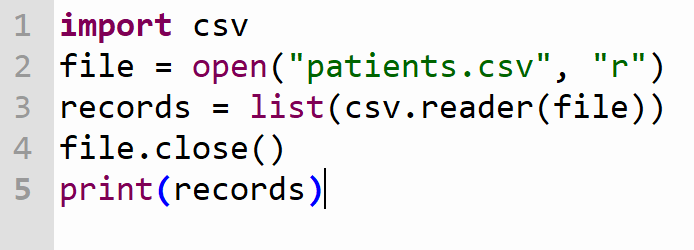 1 import csv
2 file = open("patients.csv", "r")
3 records = list(csv.reader(file))
4 file.close()
5 print(records)